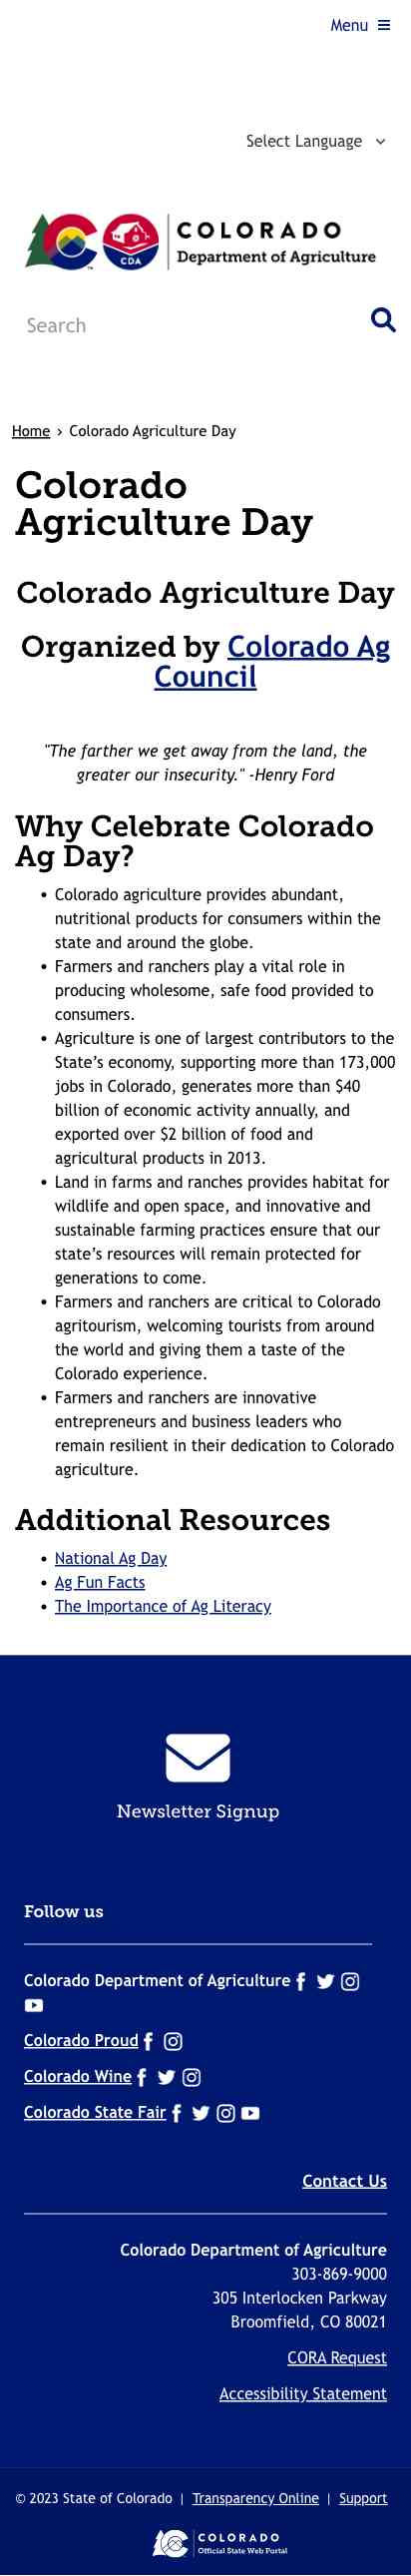 Menu
Select Language
CDA
TM
COLORADO
Department of Agriculture
Search
Home › Colorado Agriculture Day
Colorado
Agriculture Day
Colorado Agriculture Day
Organized by Colorado Ag
Council
"The farther we get away from the land, the
greater our insecurity." -Henry Ford
Why Celebrate Colorado
Ag Day?
• Colorado agriculture provides abundant,
nutritional products for consumers within the
state and around the globe.
• Farmers and ranchers play a vital role in
producing wholesome, safe food provided to
consumers.
• Agriculture is one of largest contributors to the
State’s economy, supporting more than 173,000
jobs in Colorado, generates more than $40
billion of economic activity annually, and
exported over $2 billion of food and
agricultural products in 2013.
• Land in farms and ranches provides habitat for
wildlife and open space, and innovative and
sustainable farming practices ensure that our
state’s resources will remain protected for
generations to come.
• Farmers and ranchers are critical to Colorado
agritourism, welcoming tourists from around
the world and giving them a taste of the
Colorado experience.
• Farmers and ranchers are innovative
entrepreneurs and business leaders who
remain resilient in their dedication to Colorado
agriculture.
Additional Resources
• National Ag Day
• Ag Fun Facts
• The Importance of Ag Literacy
Newsletter Signup
Follow us
Colorado Department of Agriculture
Colorado Proud
Colorado Wine
Colorado State Fair
Contact Us
Colorado Department of Agriculture
303-869-9000
305 Interlocken Parkway
Broomfield, CO 80021
CORA Request
Accessibility Statement
© 2023 State of Colorado | Transparency Online | Support
COLORADO
Official State Web Portal